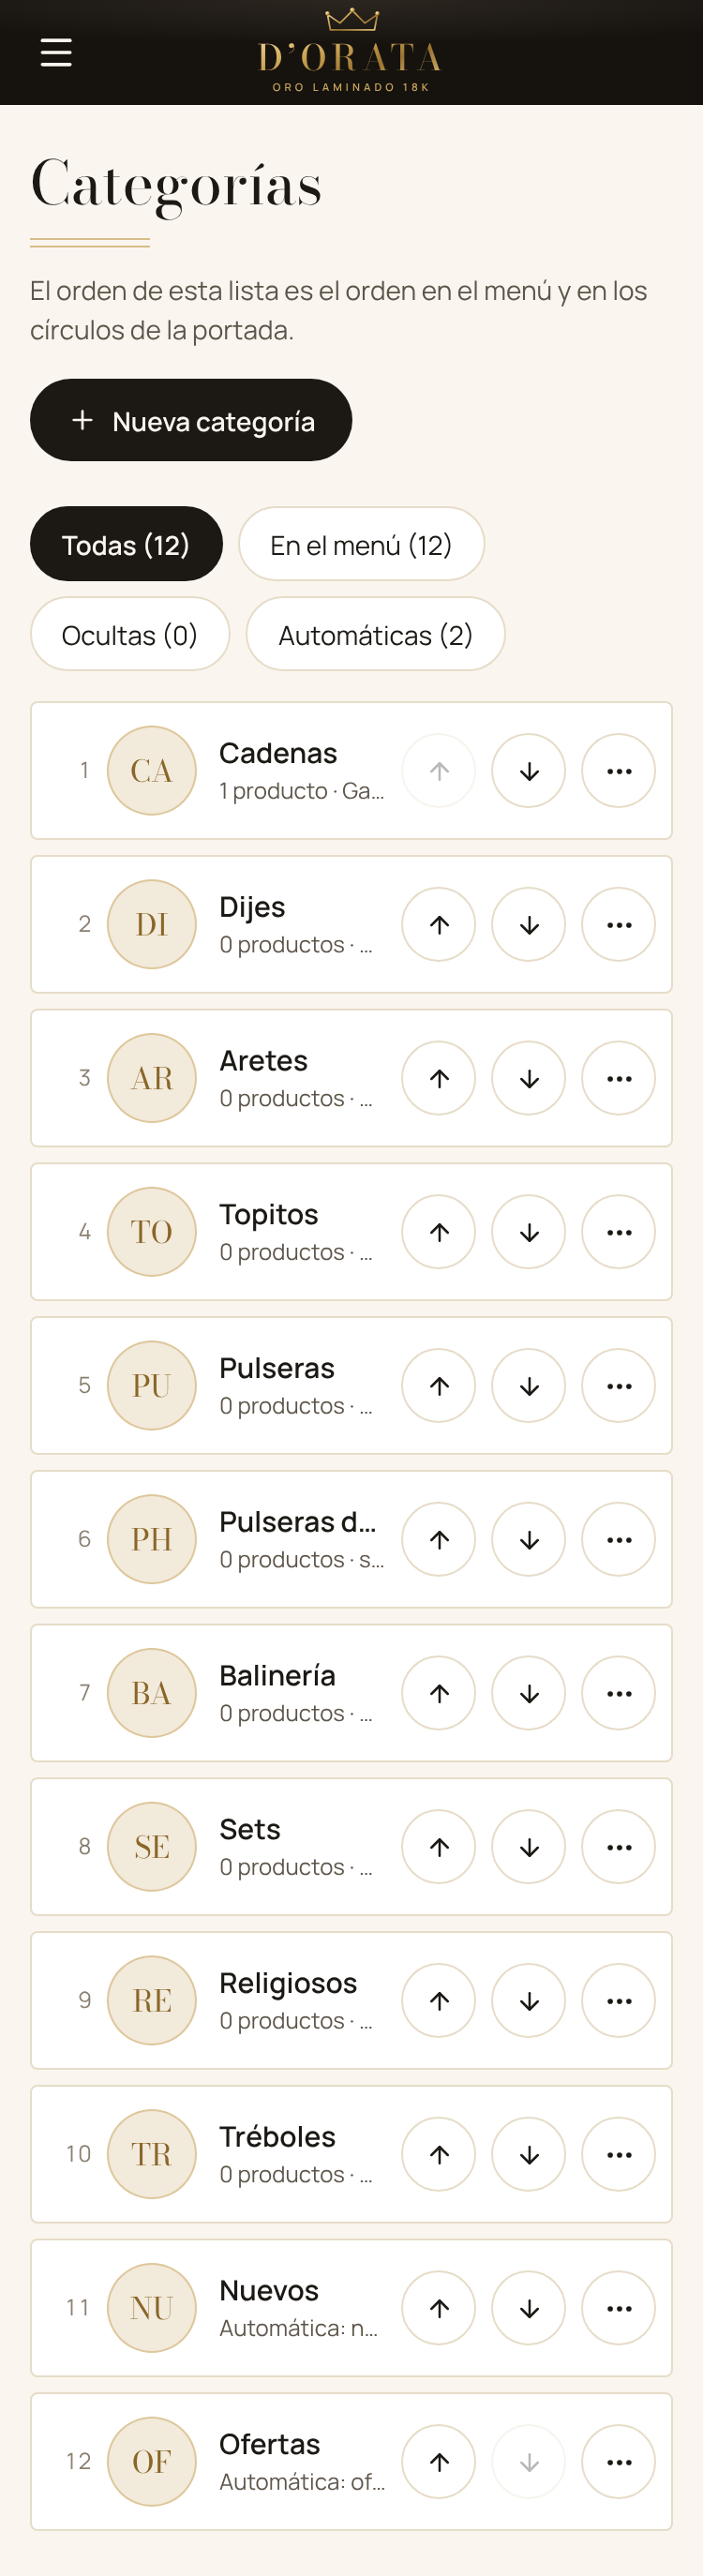 D'ORATA
ORO LAMINADO 18K
Categorías
El orden de esta lista es el orden en el menú y en los
círculos de la portada.
+ Nueva categoría
Todas (12)
En el menú (12)
Ocultas (0)
Automáticas (2)
1
CA
Cadenas
1 producto · Ga...
2
DI
Dijes
0 productos · ...
3
AR
Aretes
0 productos · ...
4
TO
Topitos
0 productos · ...
5
PU
Pulseras
0 productos · ...
6
PH
Pulseras d...
0 productos · s...
7
BA
Balinería
0 productos · ...
8
SE
Sets
0 productos · ...
9
RE
Religiosos
0 productos · ...
10
TR
Tréboles
0 productos · ...
11
NU
Nuevos
Automática: n...
12
OF
Ofertas
Automática: of...